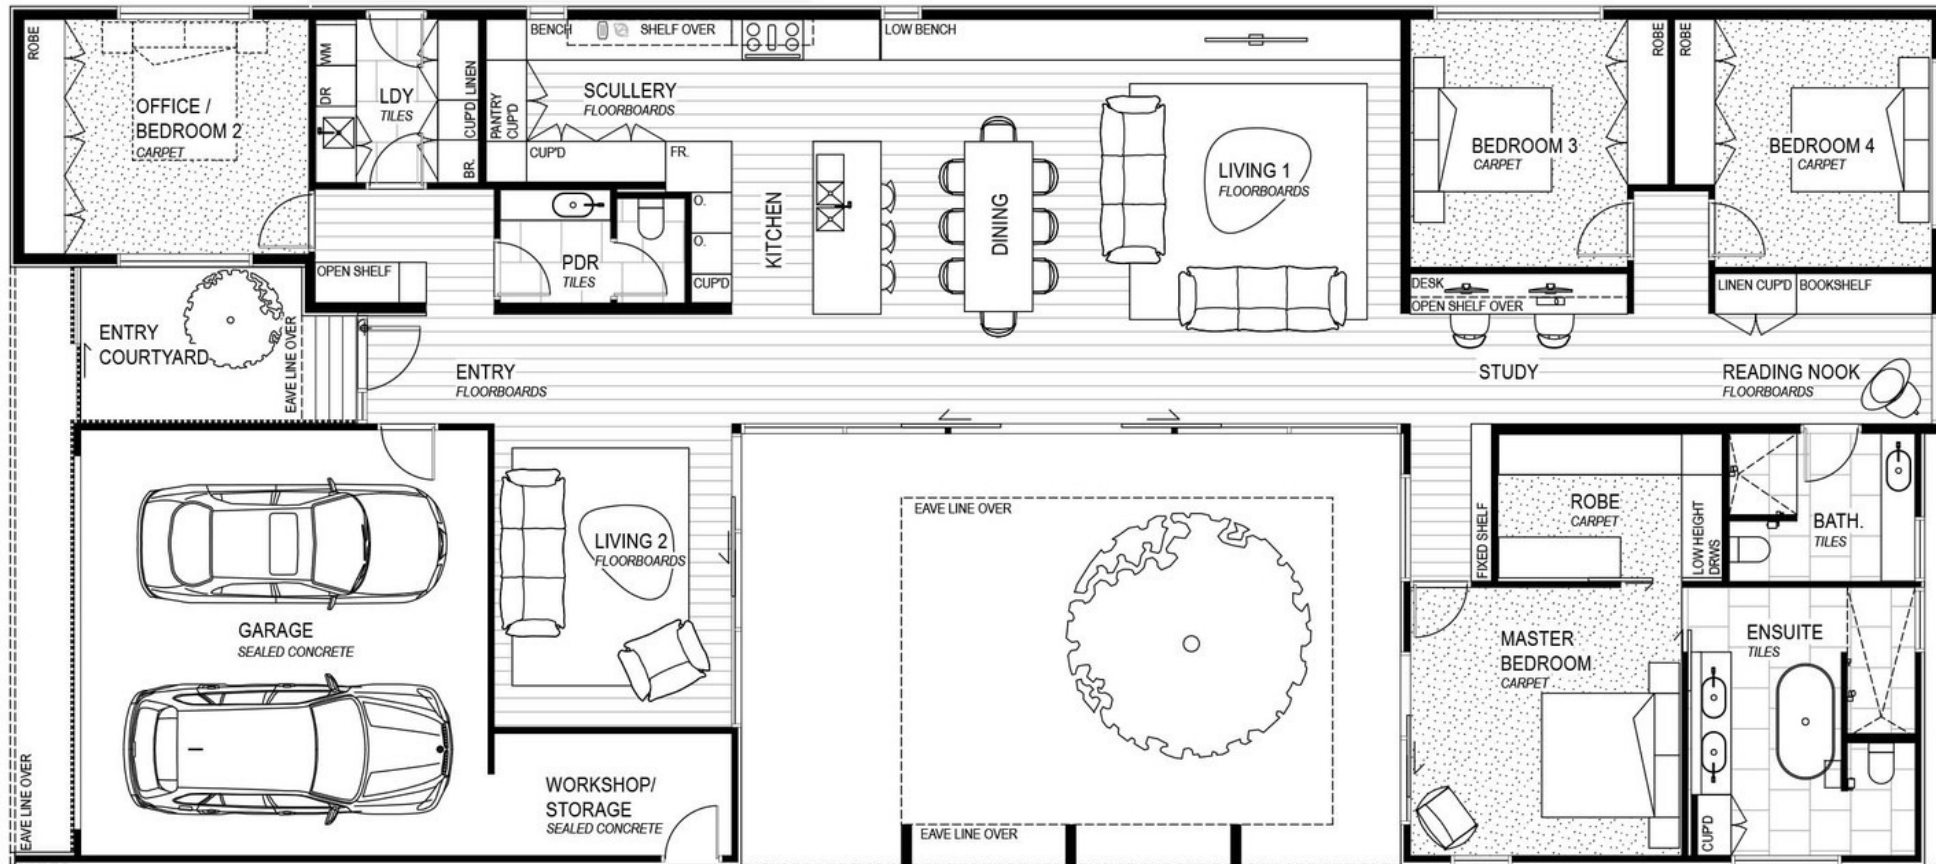 ROBE
OFFICE /
BEDROOM 2
CARPET
WM
DR
LDY
TILES
LINEN
CUP'D
BR.
BENCH
SHELF OVER
LOW BENCH
PANTRY
CUP'D
SCULLERY
FLOORBOARDS
CUP'D
FR.
O.
O.
CUP'D
PDR
TILES
OPEN SHELF
KITCHEN
DINING
LIVING 1
FLOORBOARDS
BEDROOM 3
CARPET
ROBE
ROBE
BEDROOM 4
CARPET
DESK
OPEN SHELF OVER
LINEN CUP'D
BOOKSHELF
ENTRY
COURTYARD
EAVE LINE OVER
ENTRY
FLOORBOARDS
STUDY
READING NOOK
FLOORBOARDS
EAVE LINE OVER
GARAGE
SEALED CONCRETE
LIVING 2
FLOORBOARDS
WORKSHOP/
STORAGE
SEALED CONCRETE
EAVE LINE OVER
EAVE LINE OVER
FIXED SHELF
ROBE
CARPET
LOW HEIGHT
DRWS
BATH.
TILES
MASTER
BEDROOM
CARPET
ENSUITE
TILES
CUP'D